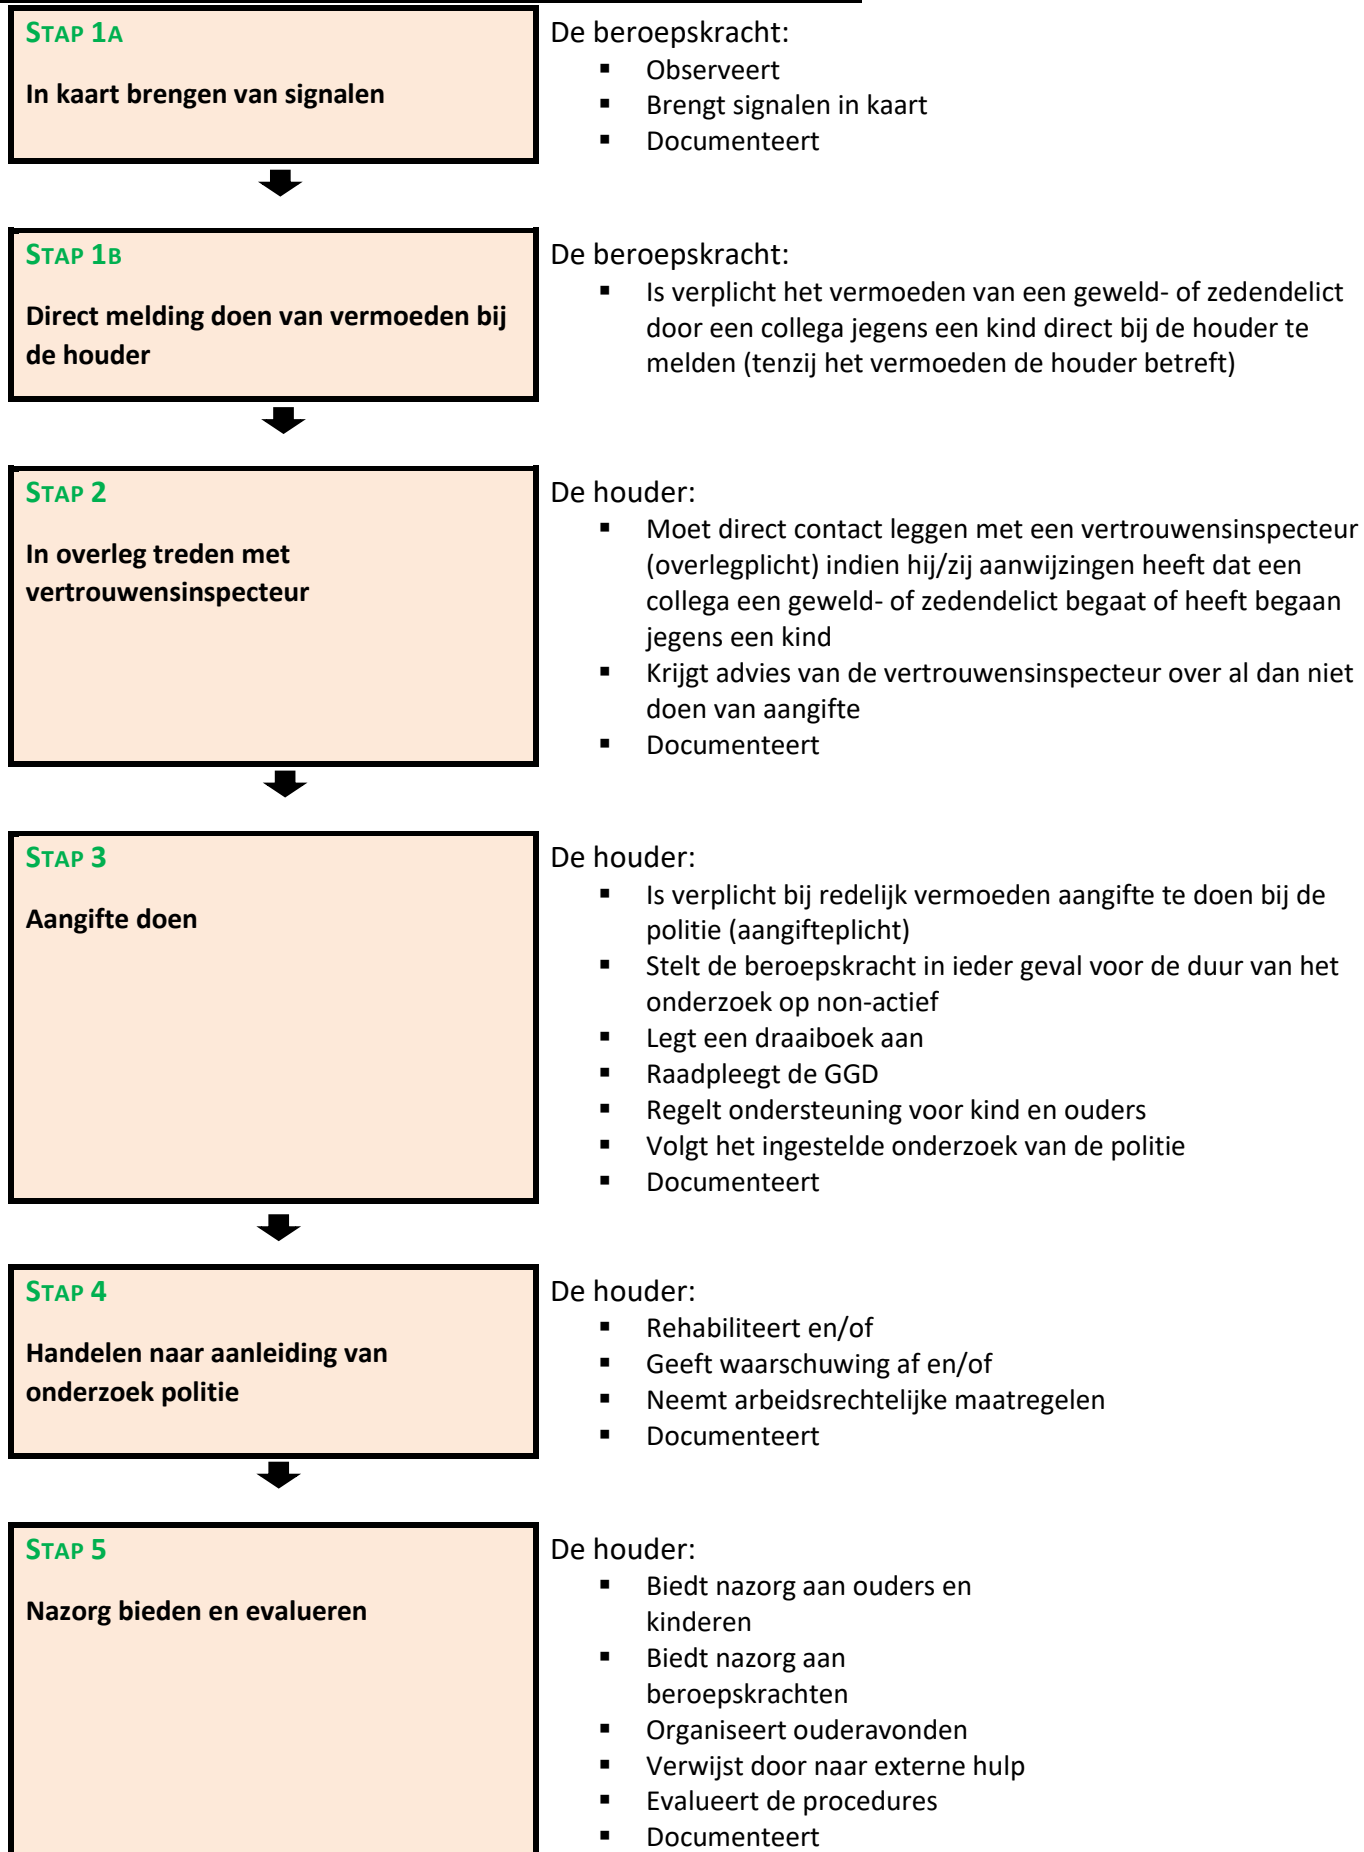 STAP 1A
In kaart brengen van signalen
De beroepskracht:
▪ Observeert
▪ Brengt signalen in kaart
▪ Documenteert
STAP 1B
Direct melding doen van vermoeden bij
de houder
De beroepskracht:
▪ Is verplicht het vermoeden van een geweld- of zedendelict
door een collega jegens een kind direct bij de houder te
melden (tenzij het vermoeden de houder betreft)
STAP 2
In overleg treden met
vertrouwensinspecteur
De houder:
▪ Moet direct contact leggen met een vertrouwensinspecteur
(overlegplicht) indien hij/zij aanwijzingen heeft dat een
collega een geweld- of zedendelict begaat of heeft begaan
jegens een kind
▪ Krijgt advies van de vertrouwensinspecteur over al dan niet
doen van aangifte
▪ Documenteert
STAP 3
Aangifte doen
De houder:
▪ Is verplicht bij redelijk vermoeden aangifte te doen bij de
politie (aangifteplicht)
▪ Stelt de beroepskracht in ieder geval voor de duur van het
onderzoek op non-actief
▪ Legt een draaiboek aan
▪ Raadpleegt de GGD
▪ Regelt ondersteuning voor kind en ouders
▪ Volgt het ingestelde onderzoek van de politie
▪ Documenteert
STAP 4
Handelen naar aanleiding van
onderzoek politie
De houder:
▪ Rehabiliteert en/of
▪ Geeft waarschuwing af en/of
▪ Neemt arbeidsrechtelijke maatregelen
▪ Documenteert
STAP 5
Nazorg bieden en evalueren
De houder:
▪ Biedt nazorg aan ouders en
kinderen
▪ Biedt nazorg aan
beroepskrachten
▪ Organiseert ouderavonden
▪ Verwijst door naar externe hulp
▪ Evalueert de procedures
▪ Documenteert